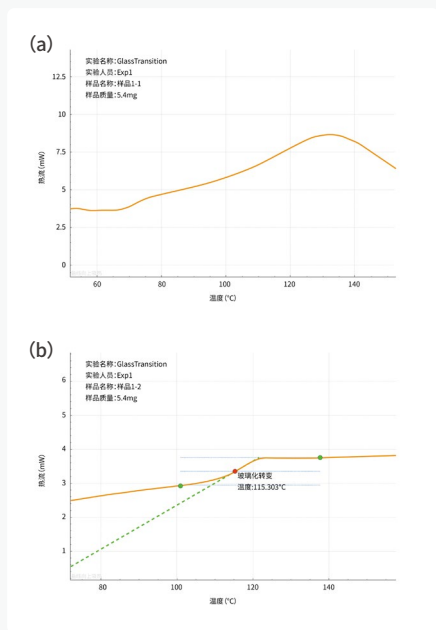 (a)
实验名称:GlassTransition
实验人员:Exp1
样品名称:样品1-1
样品质量:5.4mg
12.5
10
7.5
5
2.5
0
热流(mW)
60
80
100
120
140
温度(℃)
(b)
实验名称:GlassTransition
实验人员:Exp1
样品名称:样品1-2
样品质量:5.4mg
6
5
4
3
2
1
热流(mW)
玻璃化转变
温度:115.303℃
80
100
120
140
温度(℃)